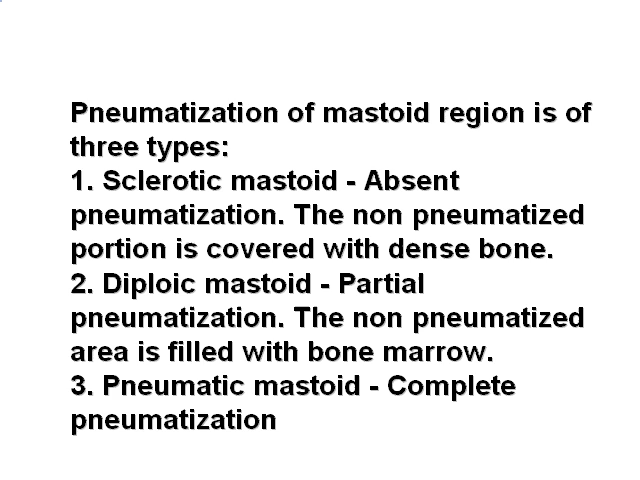 Pneumatization of mastoid region is of
three types:
1. Sclerotic mastoid - Absent
pneumatization. The non pneumatized
portion is covered with dense bone.
2. Diploic mastoid - Partial
pneumatization. The non pneumatized
area is filled with bone marrow.
3. Pneumatic mastoid - Complete
pneumatization